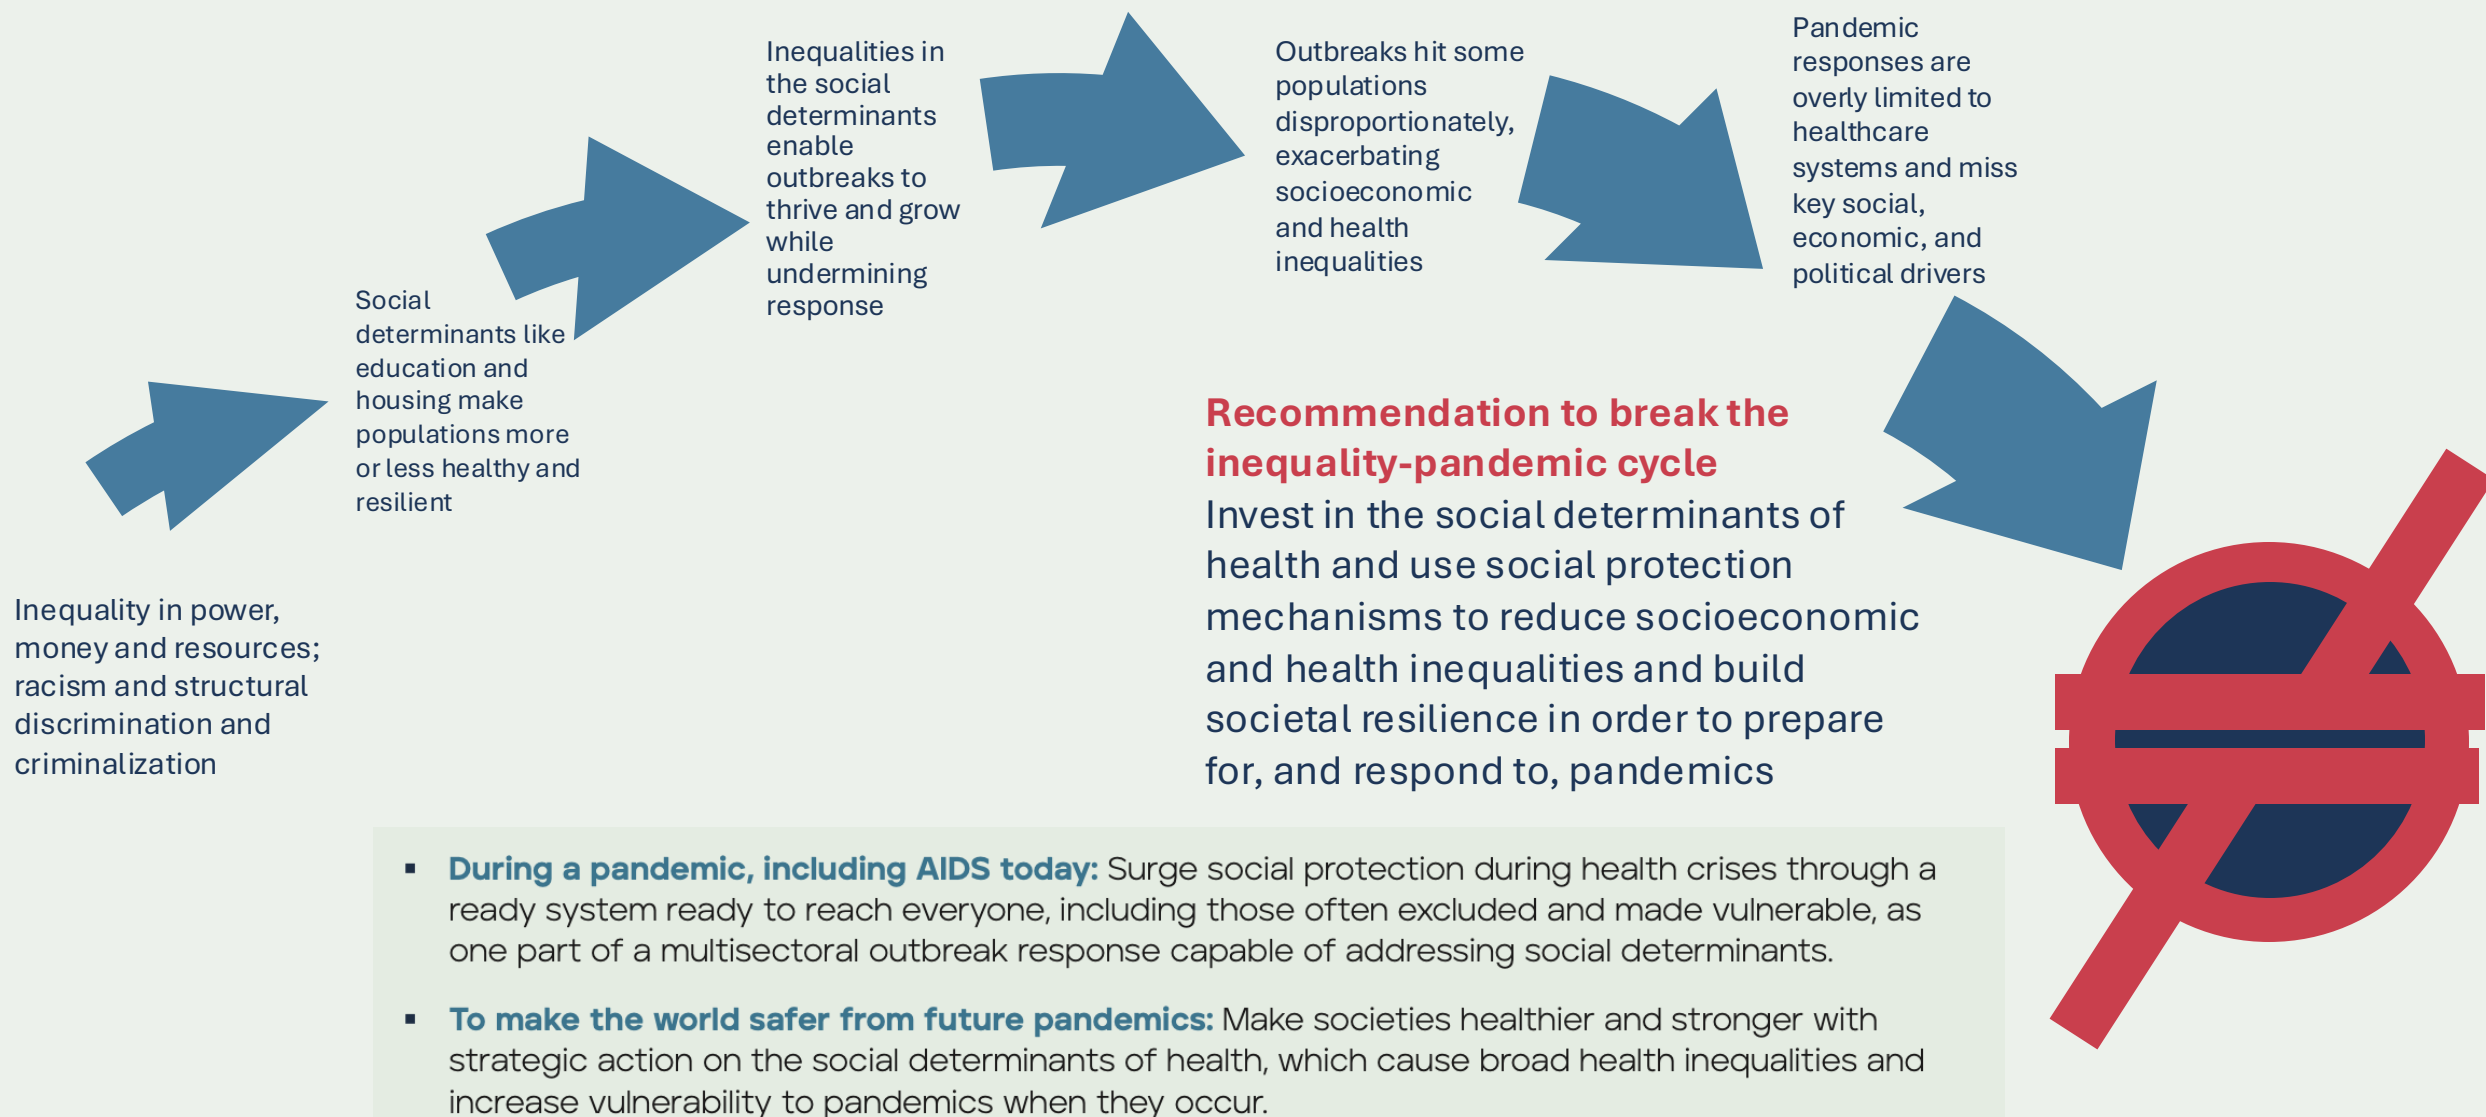 Inequality in power,
money and resources;
racism and structural
discrimination and
criminalization
Social
determinants like
education and
housing make
populations more
or less healthy and
resilient
Inequalities in
the social
determinants
enable
outbreaks to
thrive and grow
while
undermining
response
Outbreaks hit some
populations
disproportionately,
exacerbating
socioeconomic
and health
inequalities
Pandemic
responses are
overly limited to
healthcare
systems and miss
key social,
economic, and
political drivers
Recommendation to break the
inequality-pandemic cycle
Invest in the social determinants of
health and use social protection
mechanisms to reduce socioeconomic
and health inequalities and build
societal resilience in order to prepare
for, and respond to, pandemics
▪ During a pandemic, including AIDS today: Surge social protection during health crises through a
ready system ready to reach everyone, including those often excluded and made vulnerable, as
one part of a multisectoral outbreak response capable of addressing social determinants.
▪ To make the world safer from future pandemics: Make societies healthier and stronger with
strategic action on the social determinants of health, which cause broad health inequalities and
increase vulnerability to pandemics when they occur.